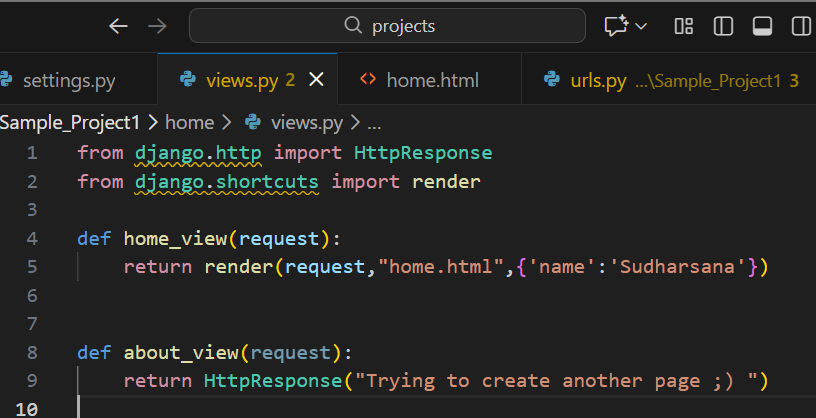 projects
settings.py views.py 2 home.html urls.py ...\Sample_Project1 3
Sample_Project1 > home > views.py > ...
1 from django.http import HttpResponse
2 from django.shortcuts import render
3
4 def home_view(request):
5     return render(request,"home.html",{'name':'Sudharsana'})
6
7
8 def about_view(request):
9     return HttpResponse("Trying to create another page ;) ")
10